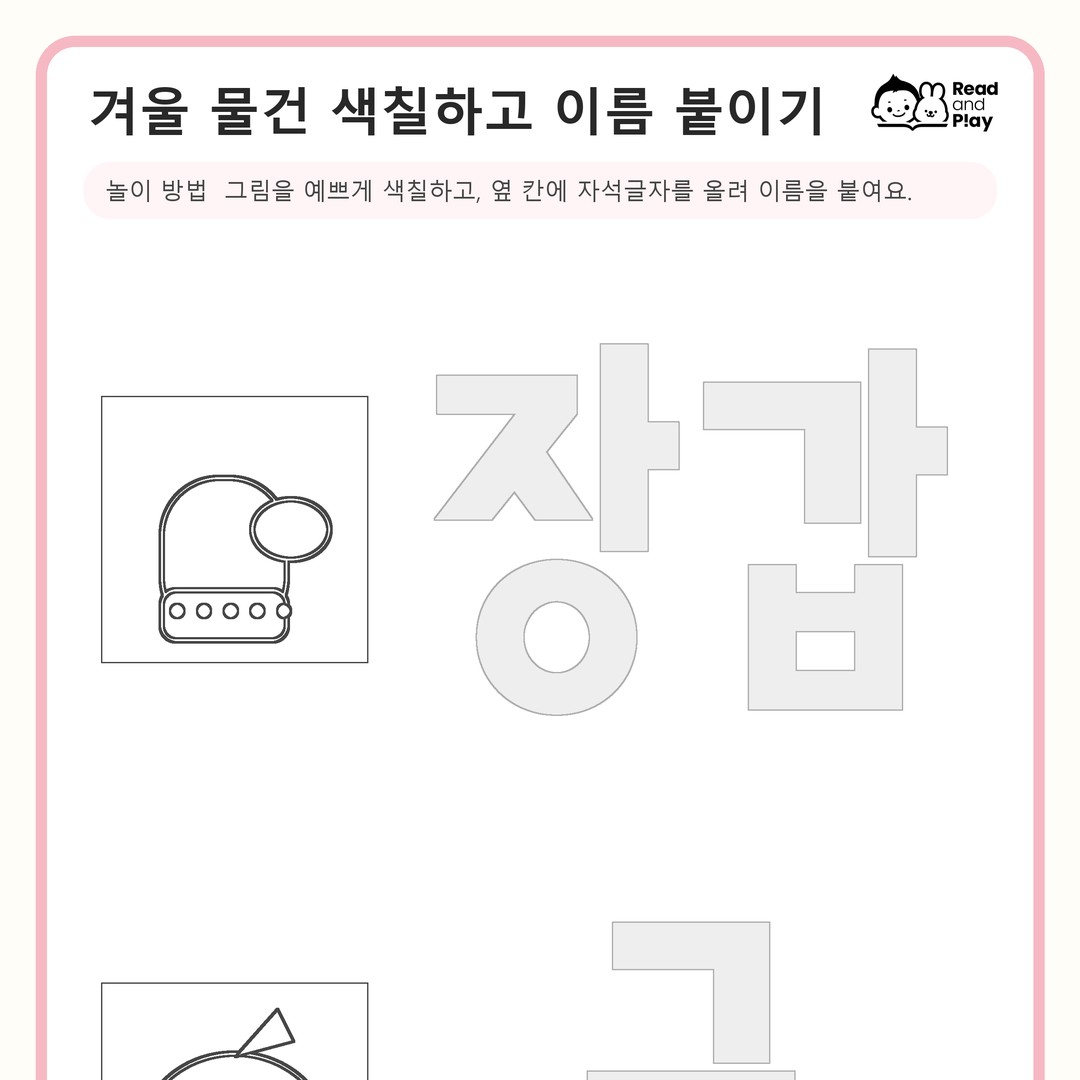 겨울 물건 색칠하고 이름 붙이기
Read
and
P!ay
놀이 방법 그림을 예쁘게 색칠하고, 옆 칸에 자석글자를 올려 이름을 붙여요.
장갑